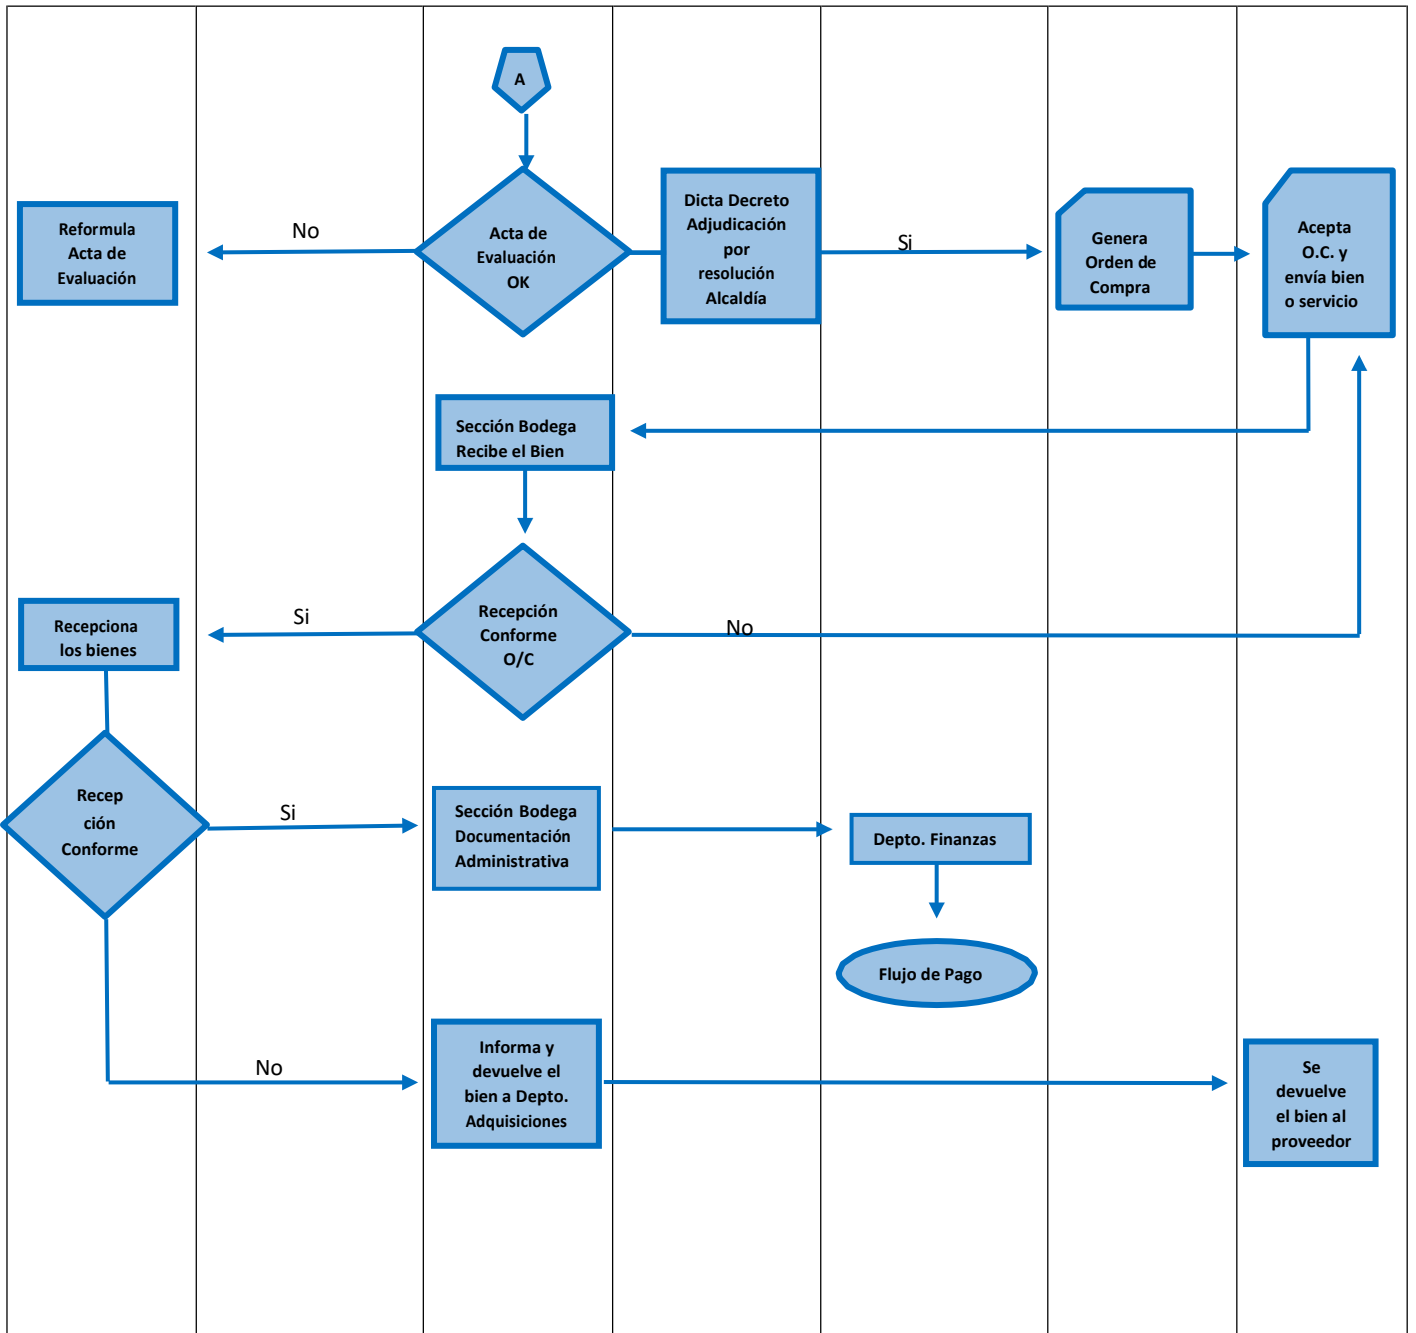 A
Reformula
Acta de
Evaluación
No
Acta de
Evaluación
OK
Dicta Decreto
Adjudicación
por
resolución
Alcaldía
Si
Genera
Orden de
Compra
Acepta
O.C. y
envía bien
o servicio
Sección Bodega
Recibe el Bien
Recepciona
los bienes
Si
Recepción
Conforme
O/C
No
Recep
ción
Conforme
Si
Sección Bodega
Documentación
Administrativa
Depto. Finanzas
Flujo de Pago
No
Informa y
devuelve el
bien a Depto.
Adquisiciones
Se
devuelve
el bien al
proveedor